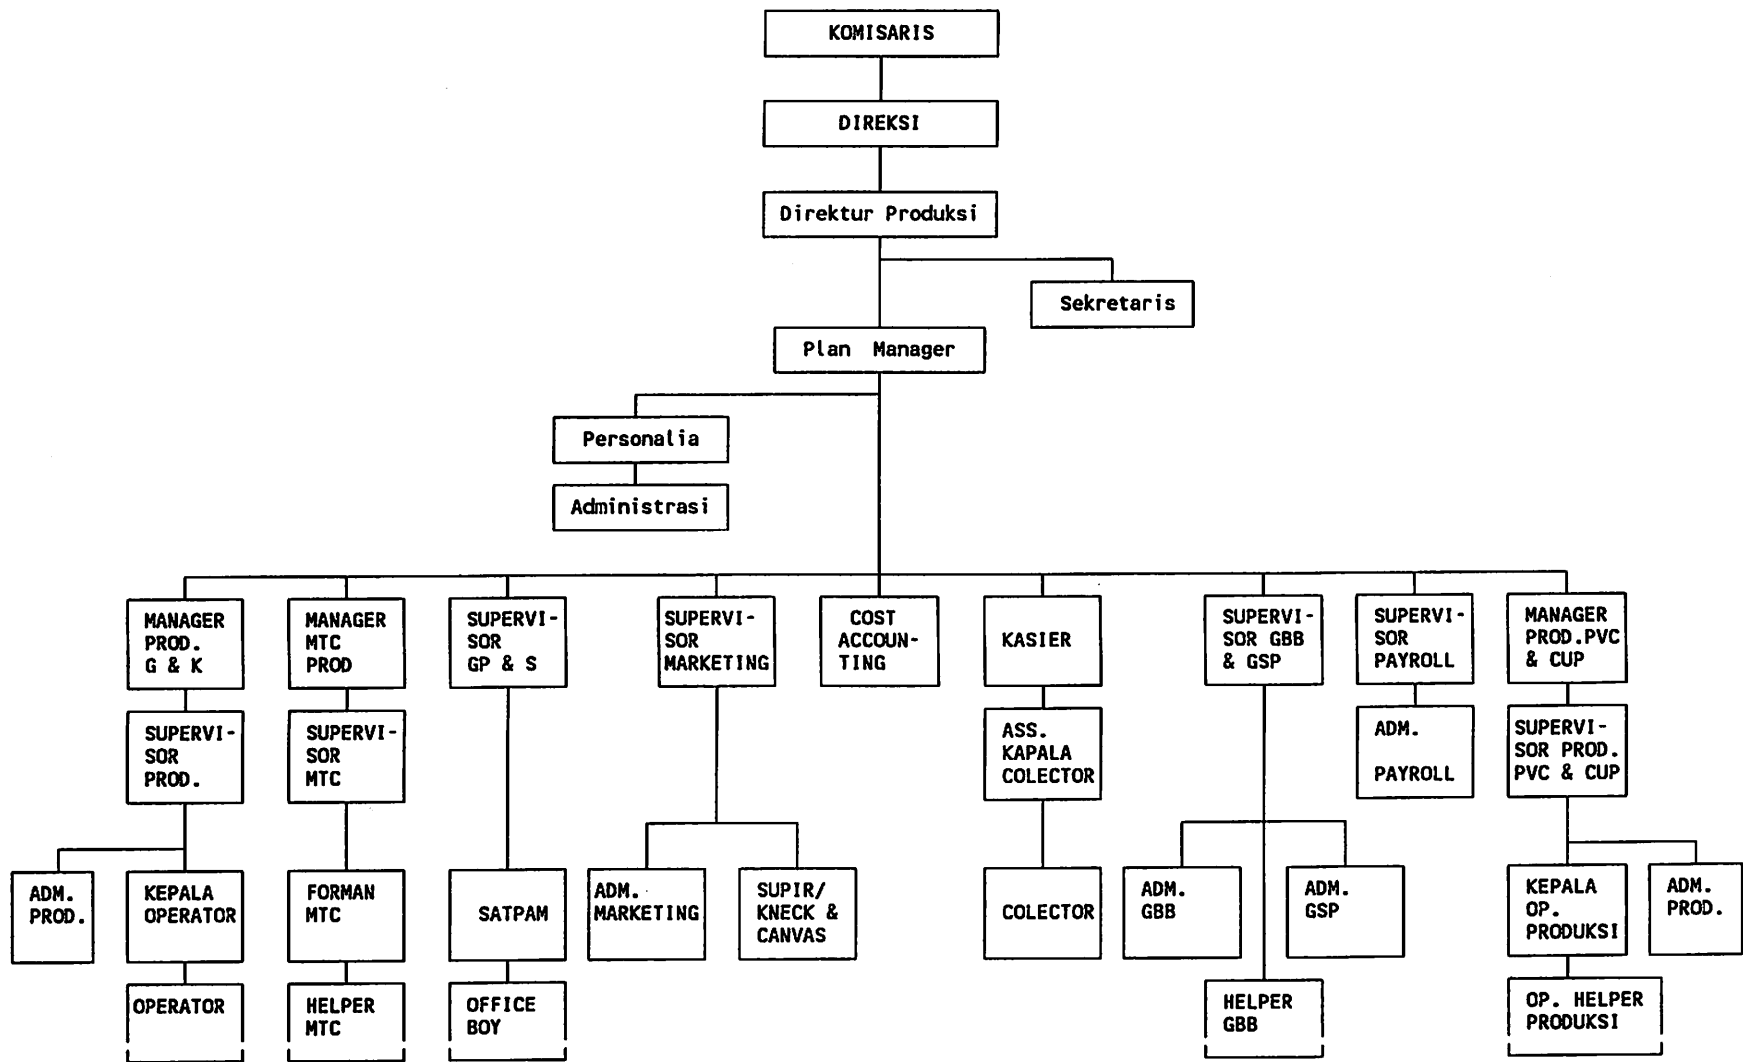 KOMISARIS
DIREKSI
Direktur Produksi
Sekretaris
Plan Manager
Personalia
Administrasi
MANAGER
PROD.
G & K
MANAGER
MTC
PROD
SUPERVI-
SOR
GP & S
SUPERVI-
SOR
MARKETING
COST
ACCOUN-
TING
KASIER
SUPERVI-
SOR GBB
& GSP
SUPERVI-
SOR
PAYROLL
MANAGER
PROD.PVC
& CUP
SUPERVI-
SOR
PROD.
SUPERVI-
SOR
MTC
ASS.
KAPALA
COLECTOR
ADM.
PAYROLL
SUPERVI-
SOR PROD.
PVC & CUP
ADM.
PROD.
KEPALA
OPERATOR
FORMAN
MTC
SATPAM
ADM.
MARKETING
SUPIR/
KNECK &
CANVAS
COLECTOR
ADM.
GBB
ADM.
GSP
KEPALA
OP.
PRODUKSI
ADM.
PROD.
OPERATOR
HELPER
MTC
OFFICE
BOY
HELPER
GBB
OP. HELPER
PRODUKSI